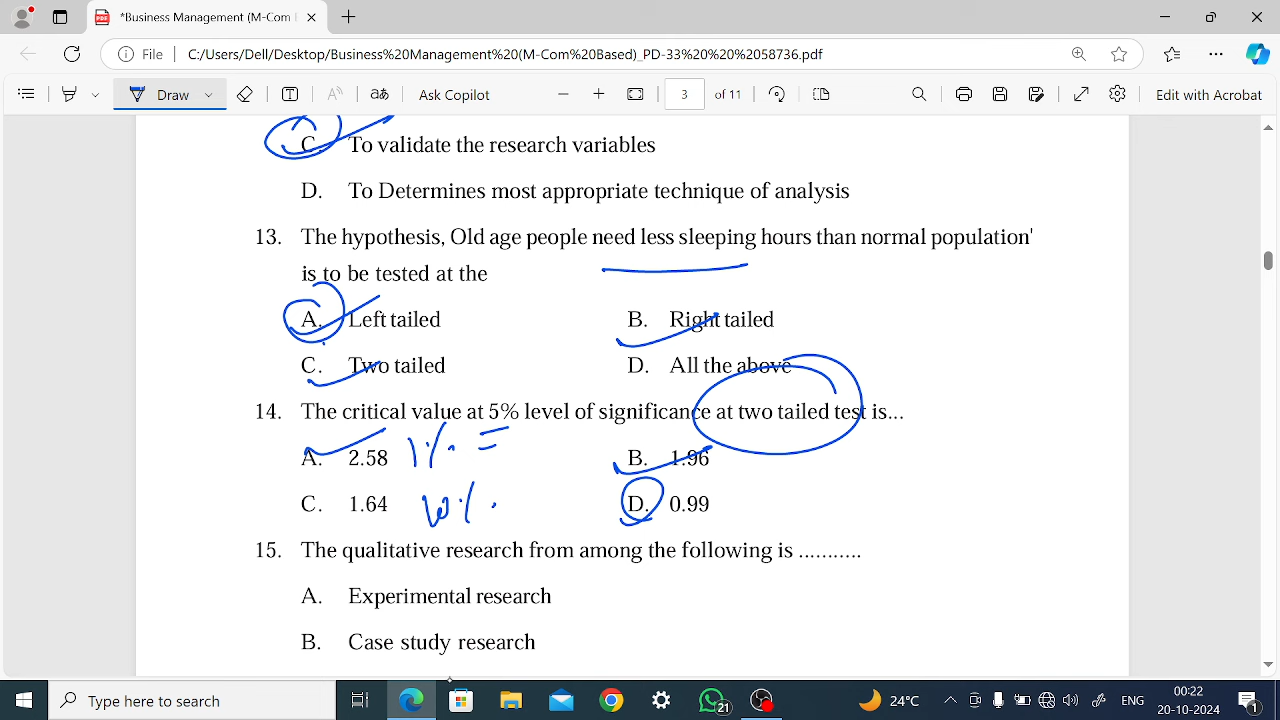 *Business Management (M-Com
File C:/Users/Dell/Desktop/Business%20Management%20(M-Com%20Based)_PD-33%20%20%2058736.pdf
Draw Ask Copilot 3 of 11 Edit with Acrobat
C. To validate the research variables
D. To Determines most appropriate technique of analysis
13. The hypothesis, Old age people need less sleeping hours than normal population'
is to be tested at the
A. Left tailed B. Right tailed
C. Two tailed D. All the above
14. The critical value at 5% level of significance at two tailed test is...
A. 2.58 1%. = B. 1.96
C. 1.64 10%. D. 0.99
15. The qualitative research from among the following is ...........
A. Experimental research
B. Case study research
Type here to search 21 24°C ENG 00:22
20-10-2024 1